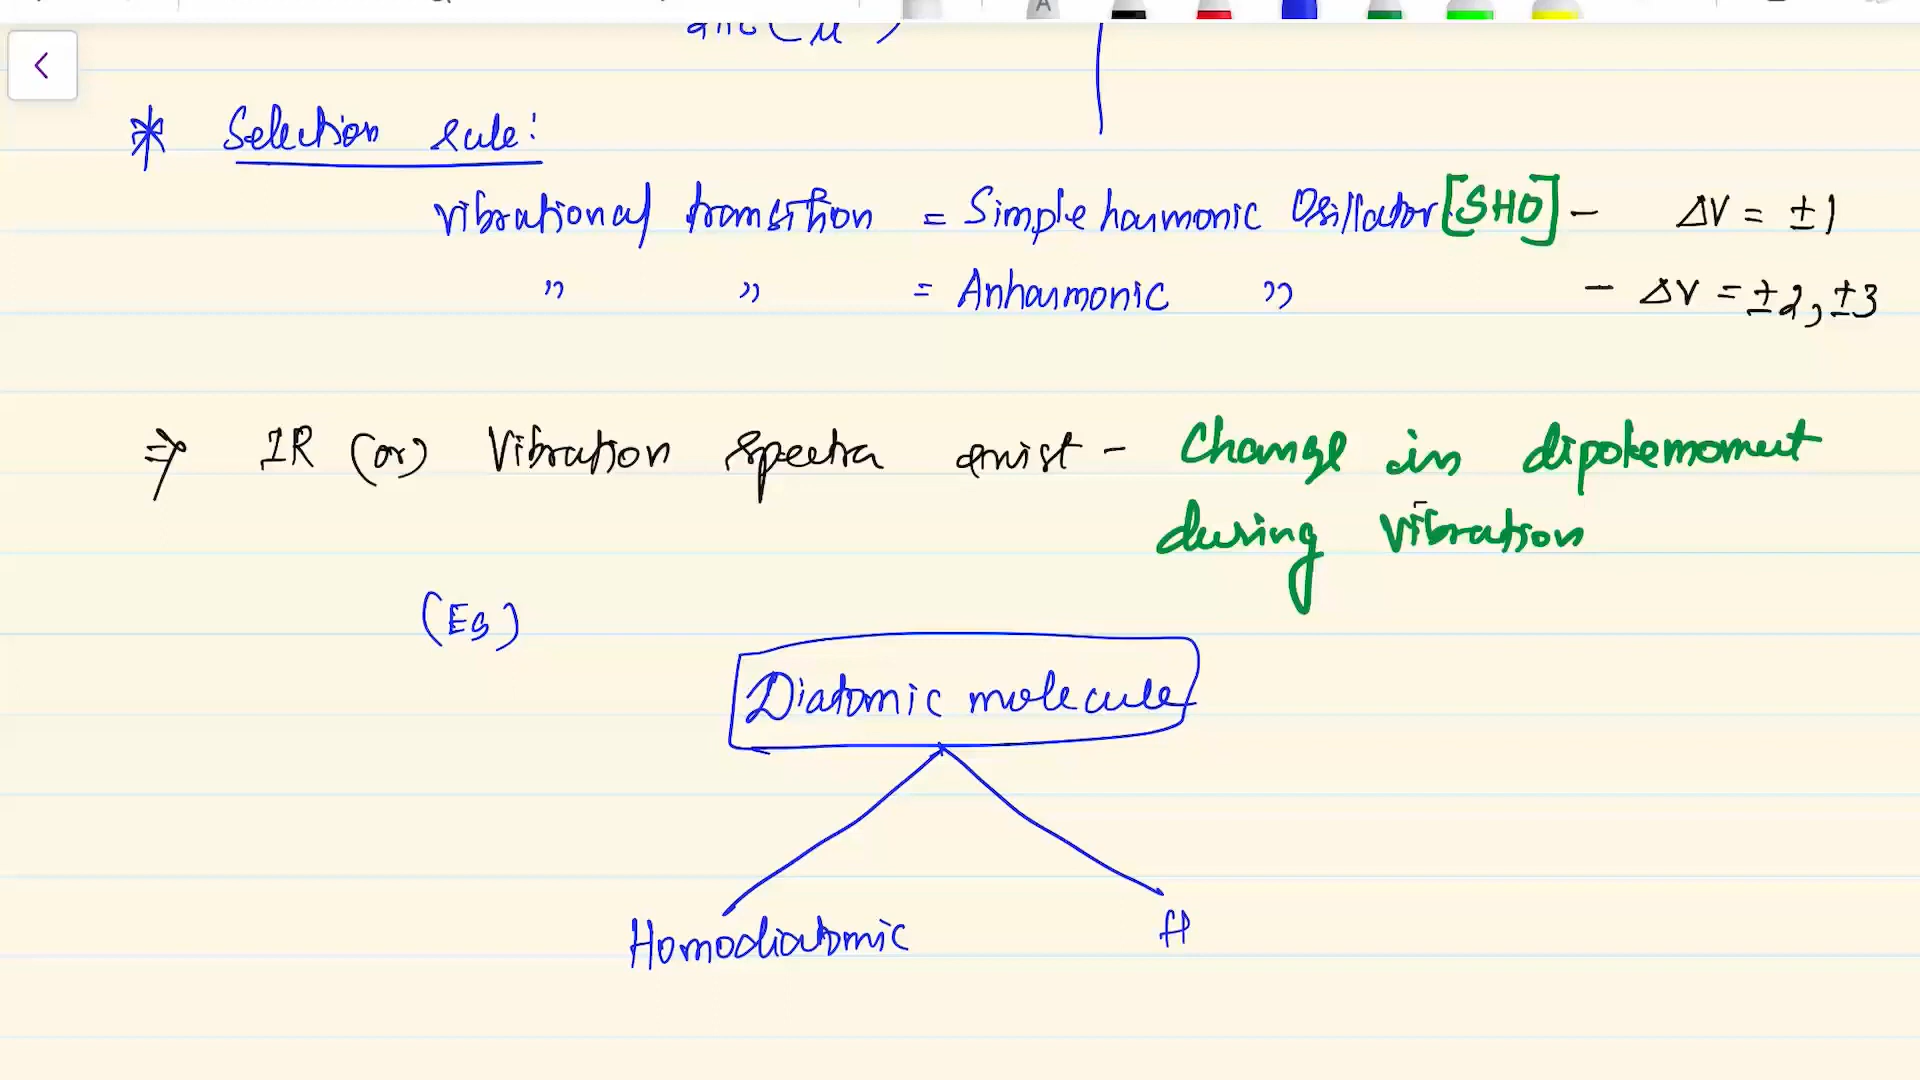 * Selection rule:
vibrational transition = Simple harmonic Osillator [SHO] - ΔV = ±1
” ” = Anharmonic ” - ΔV = ±2, ±3
⇒ IR (or) Vibration spectra exist - Change in dipolemoment
during vibration
(Eg)
Diatomic molecule
Homodiatomic H